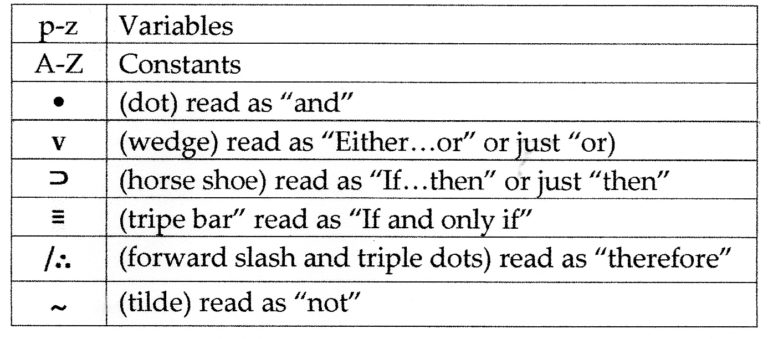 p-z Variables
A-Z Constants
• (dot) read as “and”
v (wedge) read as “Either…or” or just “or)
⊃ (horse shoe) read as “If…then” or just “then”
≡ (tripe bar” read as “If and only if”
/∴ (forward slash and triple dots) read as “therefore”
~ (tilde) read as “not”